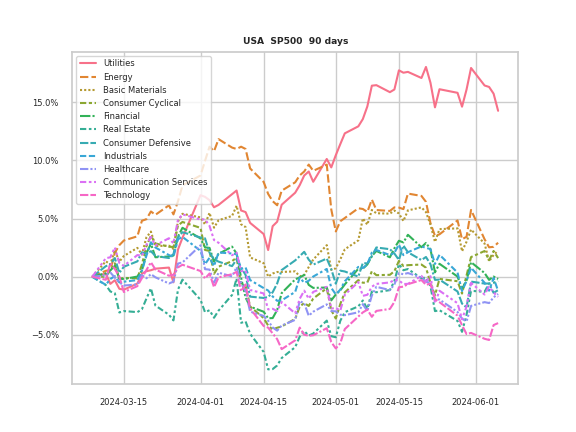 USA SP500 90 days
Utilities
Energy
Basic Materials
Consumer Cyclical
Financial
Real Estate
Consumer Defensive
Industrials
Healthcare
Communication Services
Technology
15.0%
10.0%
5.0%
0.0%
−5.0%
2024-03-15 2024-04-01 2024-04-15 2024-05-01 2024-05-15 2024-06-01